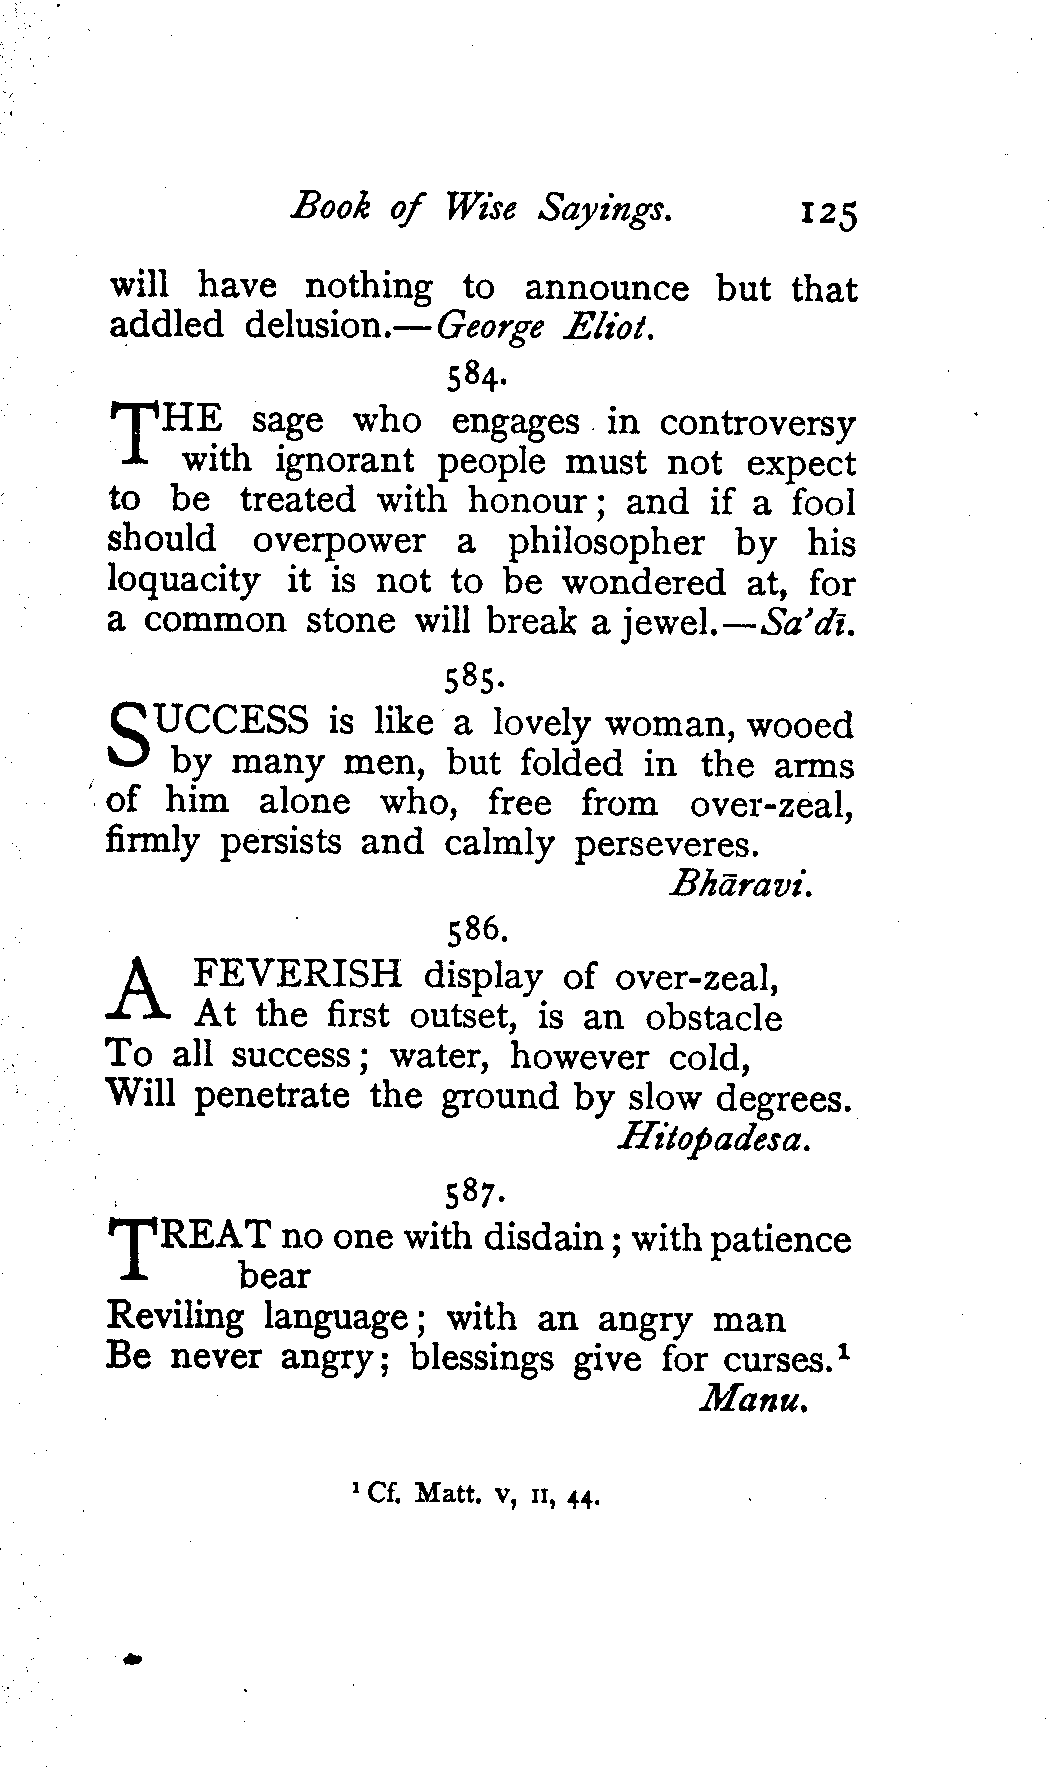 Book of Wise Sayings. 125
will have nothing to announce but that
addled delusion.—George Eliot.
584.
THE sage who engages in controversy
with ignorant people must not expect
to be treated with honour; and if a fool
should overpower a philosopher by his
loquacity it is not to be wondered at, for
a common stone will break a jewel.—Sa'dī.
585.
SUCCESS is like a lovely woman, wooed
by many men, but folded in the arms
of him alone who, free from over-zeal,
firmly persists and calmly perseveres.
Bhāravi.
586.
A FEVERISH display of over-zeal,
At the first outset, is an obstacle
To all success; water, however cold,
Will penetrate the ground by slow degrees.
Hitopadesa.
587.
TREAT no one with disdain; with patience
bear
Reviling language; with an angry man
Be never angry; blessings give for curses.¹
Manu.
¹ Cf. Matt. v, 11, 44.